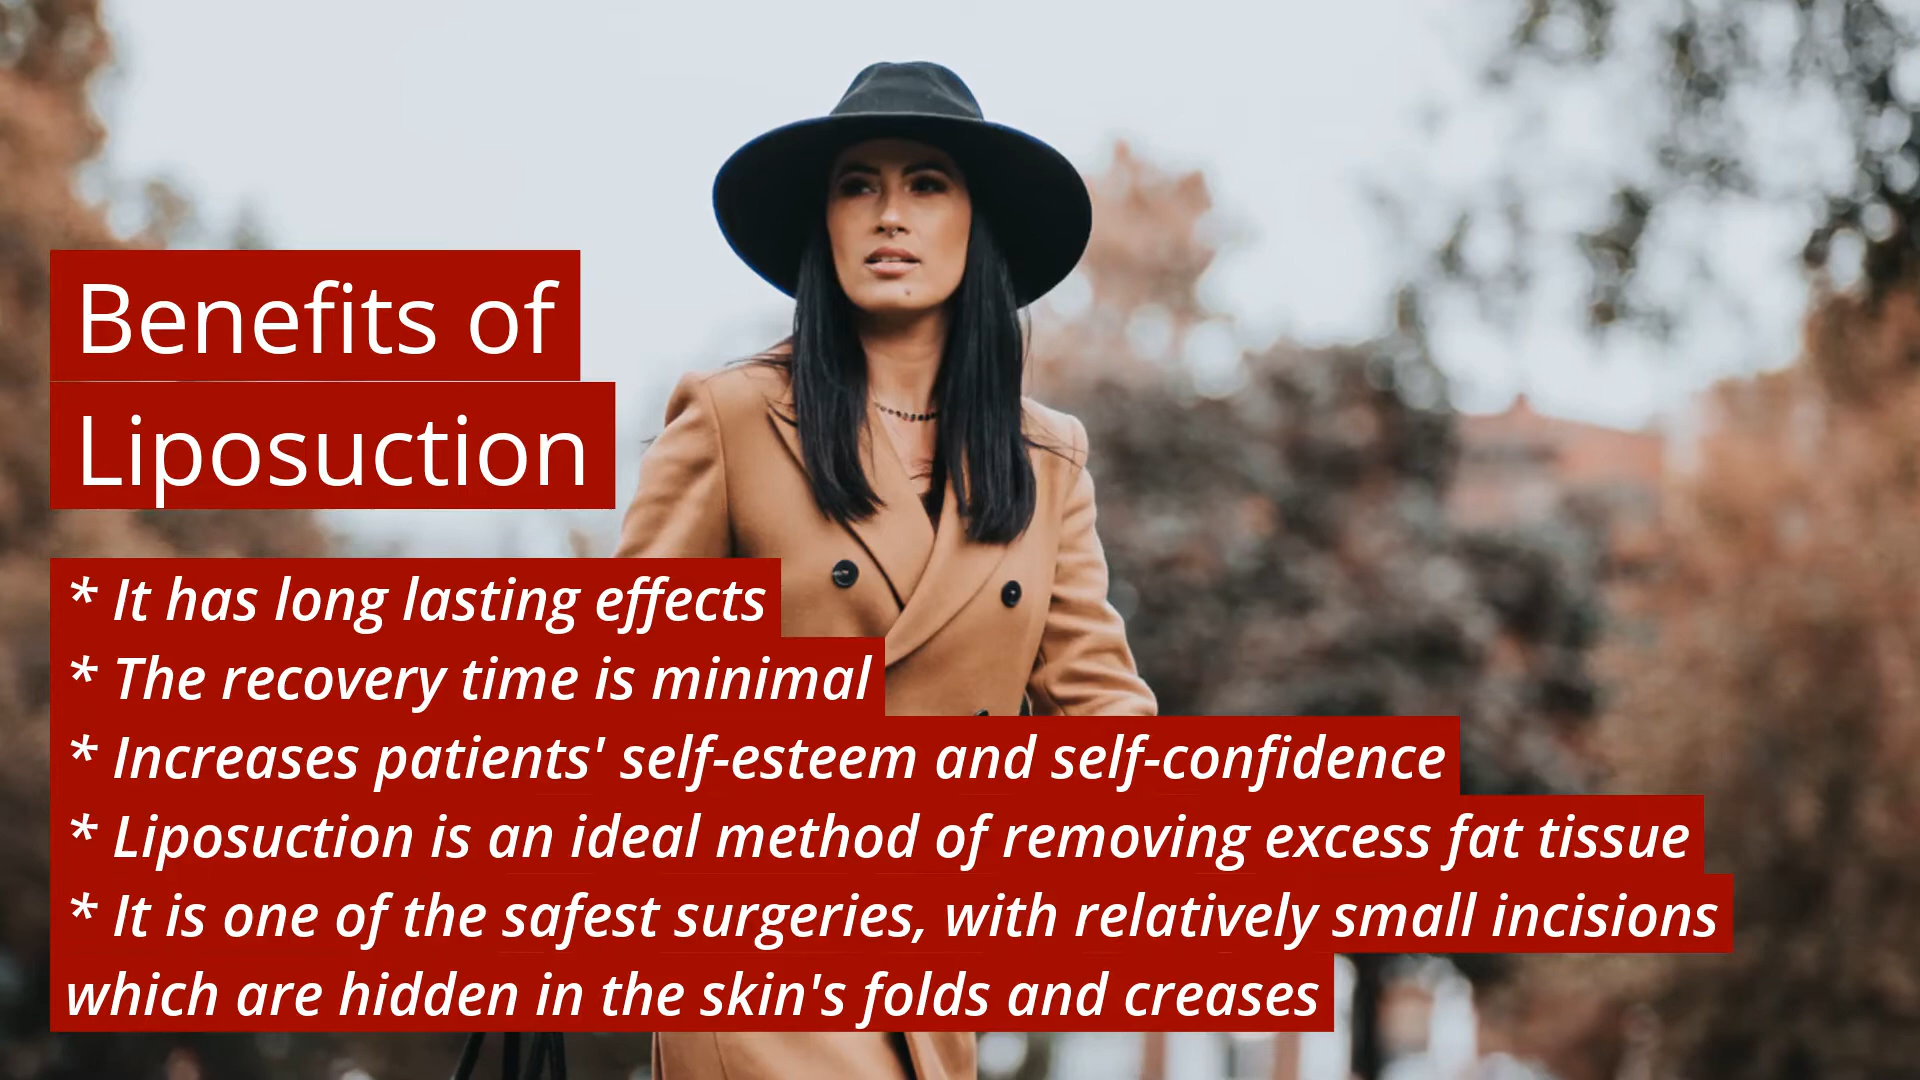 Benefits of
Liposuction
* It has long lasting effects
* The recovery time is minimal
* Increases patients' self-esteem and self-confidence
* Liposuction is an ideal method of removing excess fat tissue
* It is one of the safest surgeries, with relatively small incisions
which are hidden in the skin's folds and creases